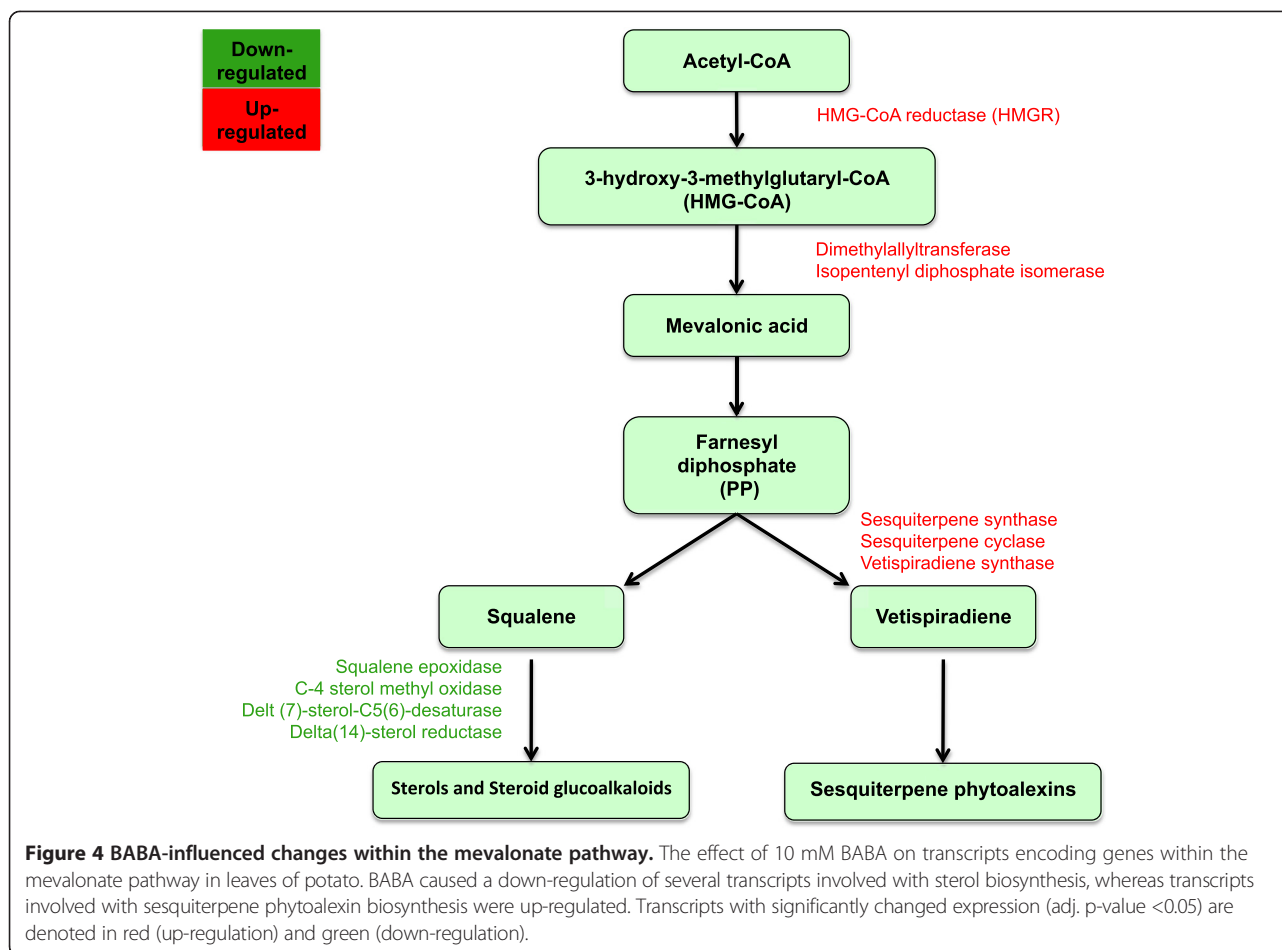 Down-
regulated
Up-
regulated
Acetyl-CoA
HMG-CoA reductase (HMGR)
3-hydroxy-3-methylglutaryl-CoA
(HMG-CoA)
Dimethylallyltransferase
Isopentenyl diphosphate isomerase
Mevalonic acid
Farnesyl
diphosphate
(PP)
Sesquiterpene synthase
Sesquiterpene cyclase
Vetispiradiene synthase
Squalene
Vetispiradiene
Squalene epoxidase
C-4 sterol methyl oxidase
Delt (7)-sterol-C5(6)-desaturase
Delta(14)-sterol reductase
Sterols and Steroid glucoalkaloids
Sesquiterpene phytoalexins
Figure 4 BABA-influenced changes within the mevalonate pathway. The effect of 10 mM BABA on transcripts encoding genes within the
mevalonate pathway in leaves of potato. BABA caused a down-regulation of several transcripts involved with sterol biosynthesis, whereas transcripts
involved with sesquiterpene phytoalexin biosynthesis were up-regulated. Transcripts with significantly changed expression (adj. p-value <0.05) are
denoted in red (up-regulation) and green (down-regulation).